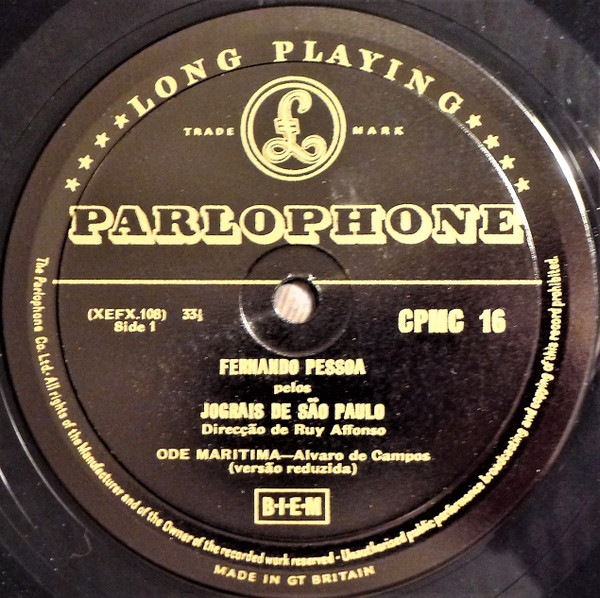 ★★★★LONG PLAYING★★★★
TRADE MARK
£
PARLOPHONE
(XEFX.108) 33⅓
Side 1
CPMC 16
FERNANDO PESSOA
pelos
JOGRAIS DE SÃO PAULO
Direcção de Ruy Affonso
ODE MARITIMA—Alvaro de Campos
(versão reduzida)
B·I·E·M
The Parlophone Co. Ltd·All rights of the Manufacturer and of the Owner of the recorded work reserved·Unauthorised public performance broadcasting and copying of this record prohibited.
MADE IN GT BRITAIN